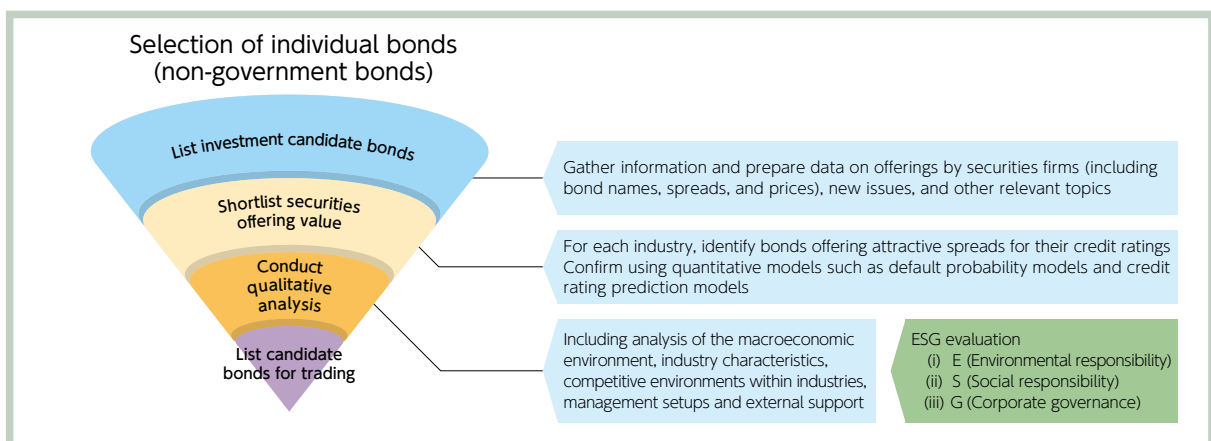 Selection of individual bonds
(non-government bonds)
List investment candidate bonds
Gather information and prepare data on offerings by securities firms (including
bond names, spreads, and prices), new issues, and other relevant topics
Shortlist securities
offering value
For each industry, identify bonds offering attractive spreads for their credit ratings
Confirm using quantitative models such as default probability models and credit
rating prediction models
Conduct
qualitative
analysis
Including analysis of the macroeconomic
environment, industry characteristics,
competitive environments within industries,
management setups and external support
ESG evaluation
(i) E (Environmental responsibility)
(ii) S (Social responsibility)
(iii) G (Corporate governance)
List candidate
bonds for trading